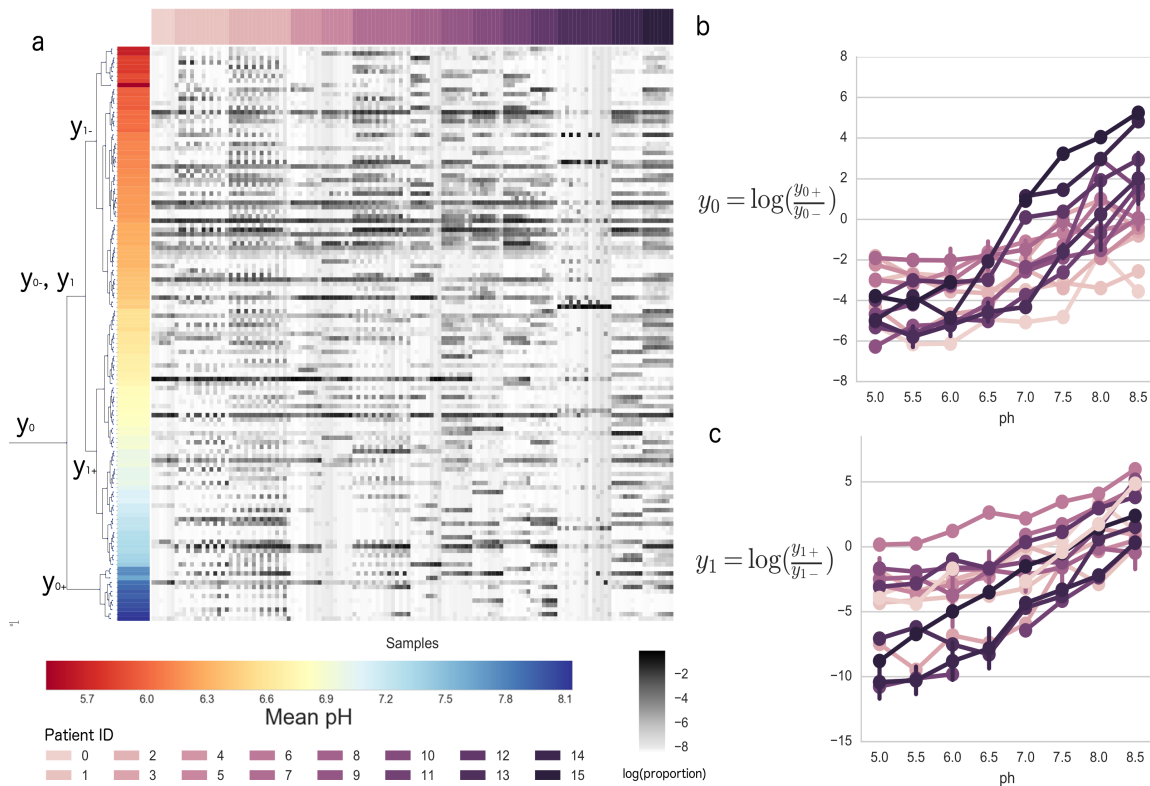 a
y1-
y0-, y1
y0
y1+
y0+
Samples
5.7 6.0 6.3 6.6 6.9 7.2 7.5 7.8 8.1
Mean pH
Patient ID
0 2 4 6 8 10 12 14
1 3 5 7 9 11 13 15
−2
−4
−6
−8
log(proportion)
b
8
6
4
2
0
−2
−4
−6
−8
y0 = log(y0+/y0−)
5.0 5.5 6.0 6.5 7.0 7.5 8.0 8.5
ph
c
5
0
−5
−10
−15
y1 = log(y1+/y1−)
5.0 5.5 6.0 6.5 7.0 7.5 8.0 8.5
ph